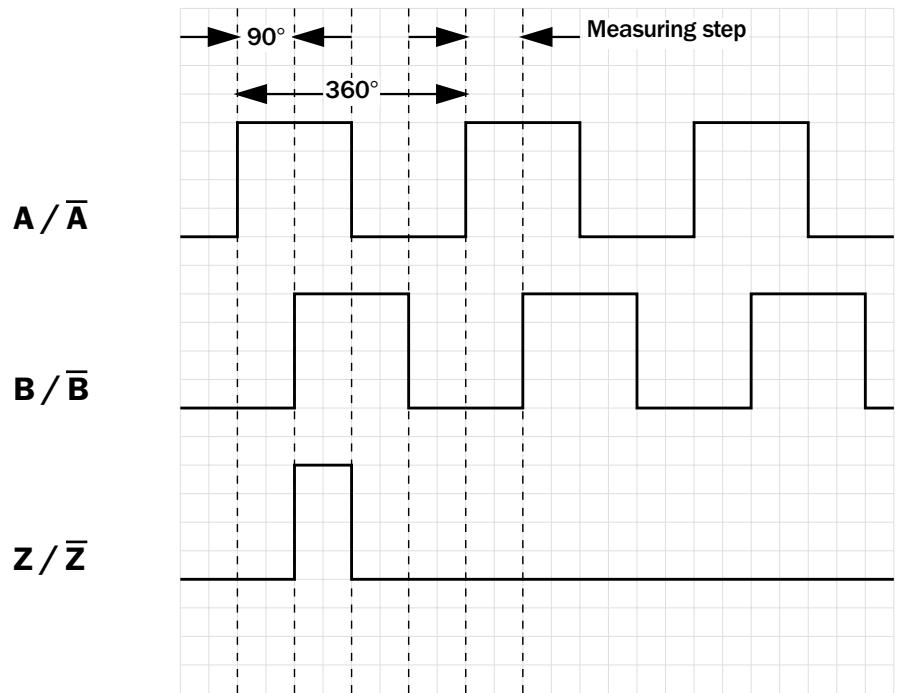 90°
Measuring step
360°
A / A̅
B / B̅
Z / Z̅